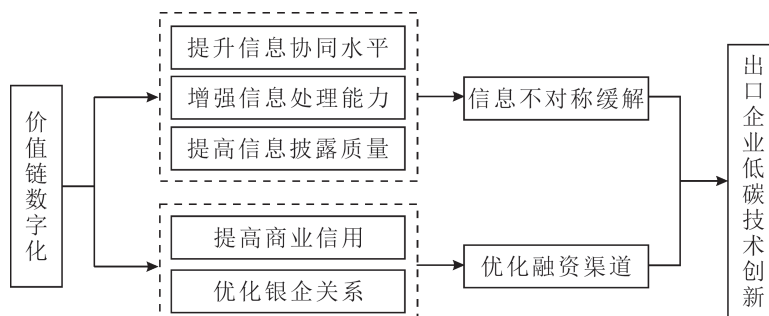 价值链数字化
提升信息协同水平
增强信息处理能力
提高信息披露质量
提高商业信用
优化银企关系
信息不对称缓解
优化融资渠道
出口企业低碳技术创新